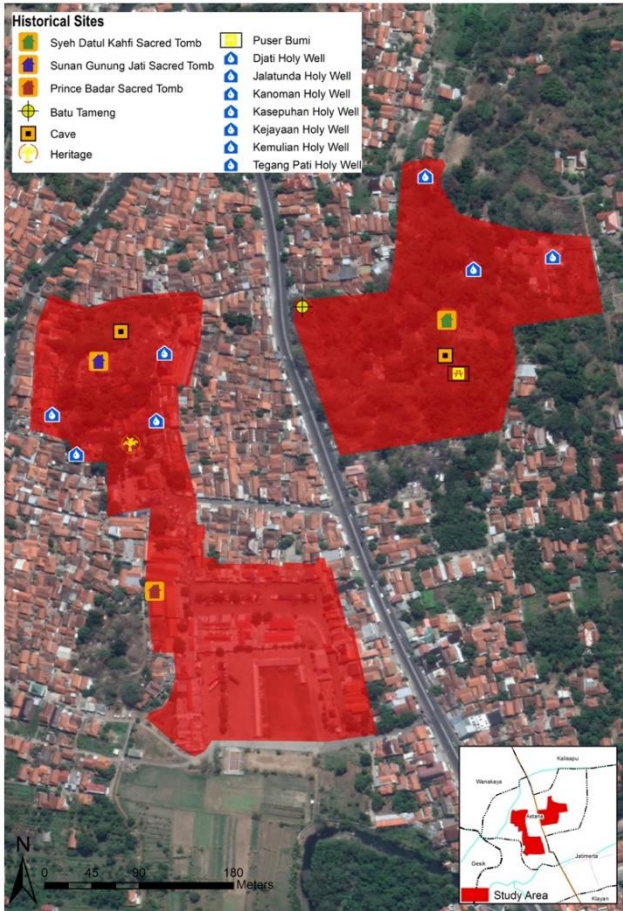 Historical Sites
Syeh Datul Kahfi Sacred Tomb
Sunan Gunung Jati Sacred Tomb
Prince Badar Sacred Tomb
Batu Tameng
Cave
Heritage
Puser Bumi
Djati Holy Well
Jalatunda Holy Well
Kanoman Holy Well
Kasepuhan Holy Well
Kejayaan Holy Well
Kemulian Holy Well
Tegang Pati Holy Well
N
0 45 90 180
Meters
Kalisapu
Wanakaya
Astana
Gesik
Jatimerta
Klayan
Study Area